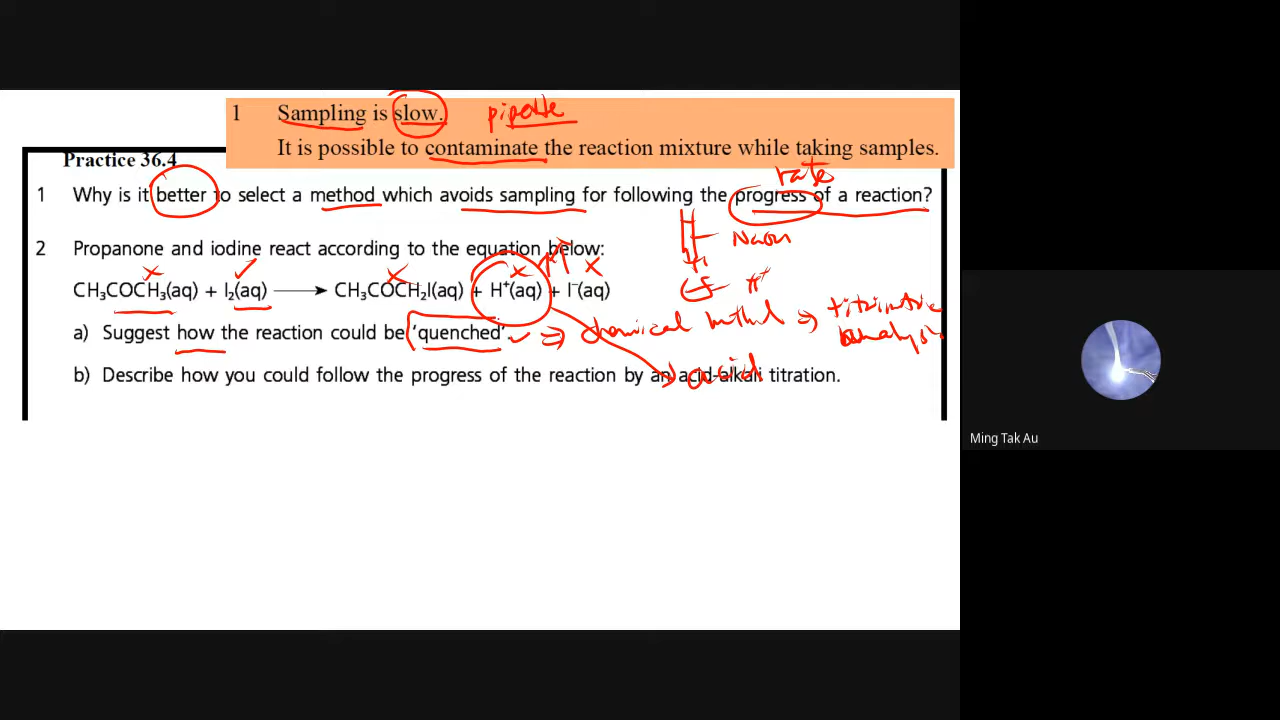 1 Sampling is slow. pipette
It is possible to contaminate the reaction mixture while taking samples.
Practice 36.4
rate
1 Why is it better to select a method which avoids sampling for following the progress of a reaction?
NaOH
2 Propanone and iodine react according to the equation below:
H⁺
CH₃COCH₃(aq) + I₂(aq) ⟶ CH₃COCH₂I(aq) + H⁺(aq) + I⁻(aq)
a) Suggest how the reaction could be 'quenched'. ⇒ chemical method ⇒ titrimetric analysis
b) Describe how you could follow the progress of the reaction by an acid-alkali titration.
acid
Ming Tak Au